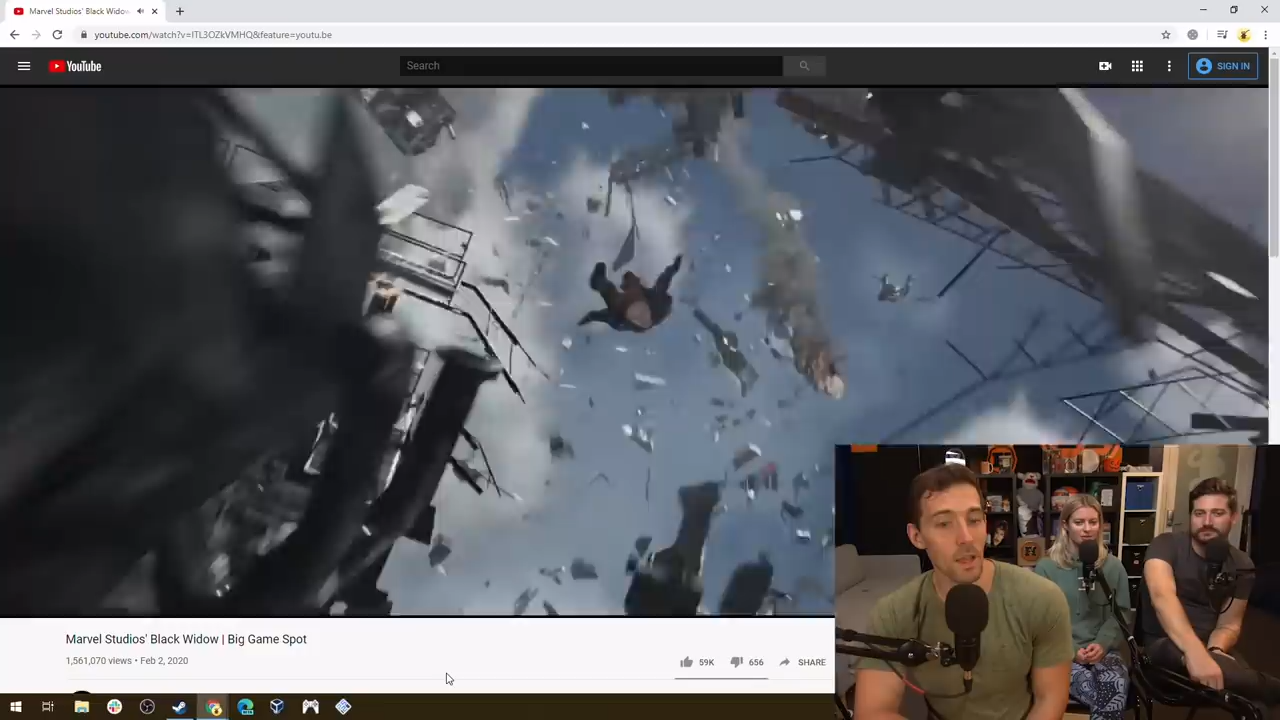 Marvel Studios' Black Widow
youtube.com/watch?v=ITL3OZkVMHQ&feature=youtu.be
YouTube
Search
SIGN IN
Marvel Studios' Black Widow | Big Game Spot
1,561,070 views • Feb 2, 2020
59K
656
SHARE